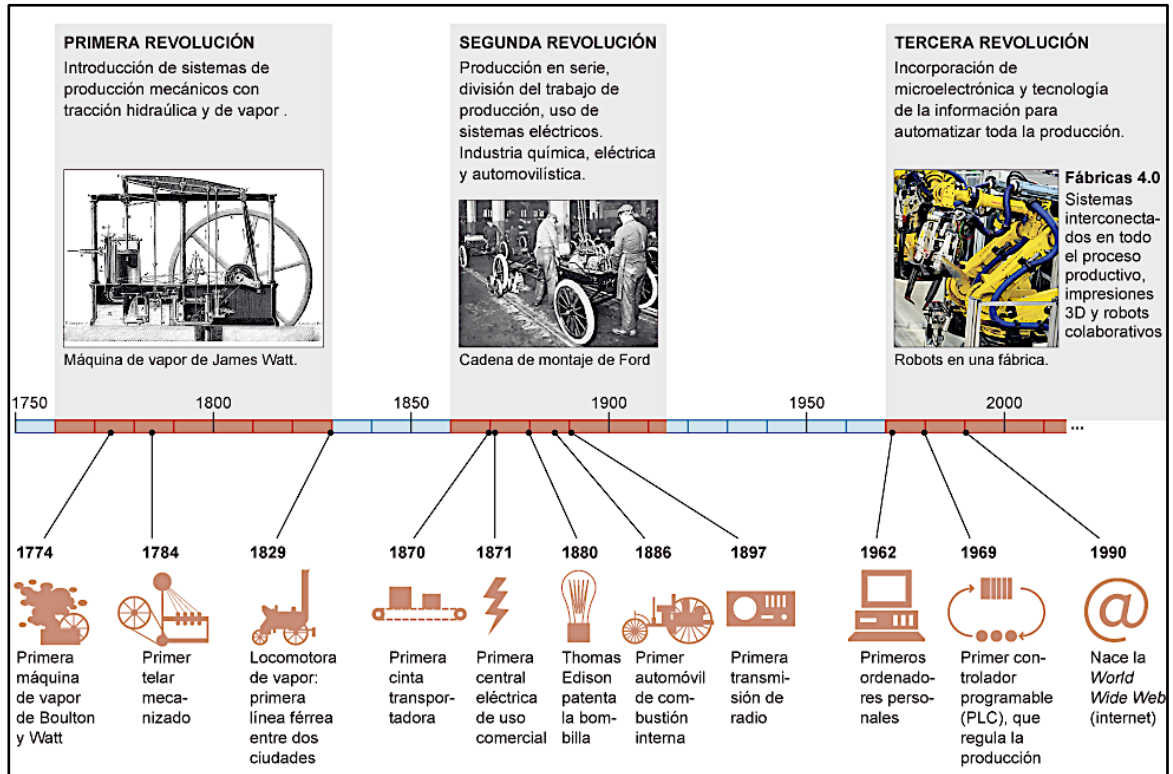 PRIMERA REVOLUCIÓN
Introducción de sistemas de
producción mecánicos con
tracción hidraúlica y de vapor .
Máquina de vapor de James Watt.
SEGUNDA REVOLUCIÓN
Producción en serie,
división del trabajo de
producción, uso de
sistemas eléctricos.
Industria química, eléctrica
y automovilística.
Cadena de montaje de Ford
TERCERA REVOLUCIÓN
Incorporación de
microelectrónica y tecnología
de la información para
automatizar toda la producción.
Fábricas 4.0
Sistemas
interconecta-
dos en todo
el proceso
productivo,
impresiones
3D y robots
colaborativos
Robots en una fábrica.
1750
1800
1850
1900
1950
2000
...
1774
Primera
máquina
de vapor
de Boulton
y Watt
1784
Primer
telar
meca-
nizado
1829
Locomotora
de vapor:
primera
línea férrea
entre dos
ciudades
1870
Primera
cinta
transpor-
tadora
1871
Primera
central
eléctrica
de uso
comercial
1880
Thomas
Edison
patenta
la bom-
billa
1886
Primer
automóvil
de com-
bustión
interna
1897
Primera
transmi-
sión de
radio
1962
Primeros
ordenado-
res perso-
nales
1969
Primer con-
trolador
programable
(PLC), que
regula la
producción
1990
@
Nace la
World
Wide Web
(internet)